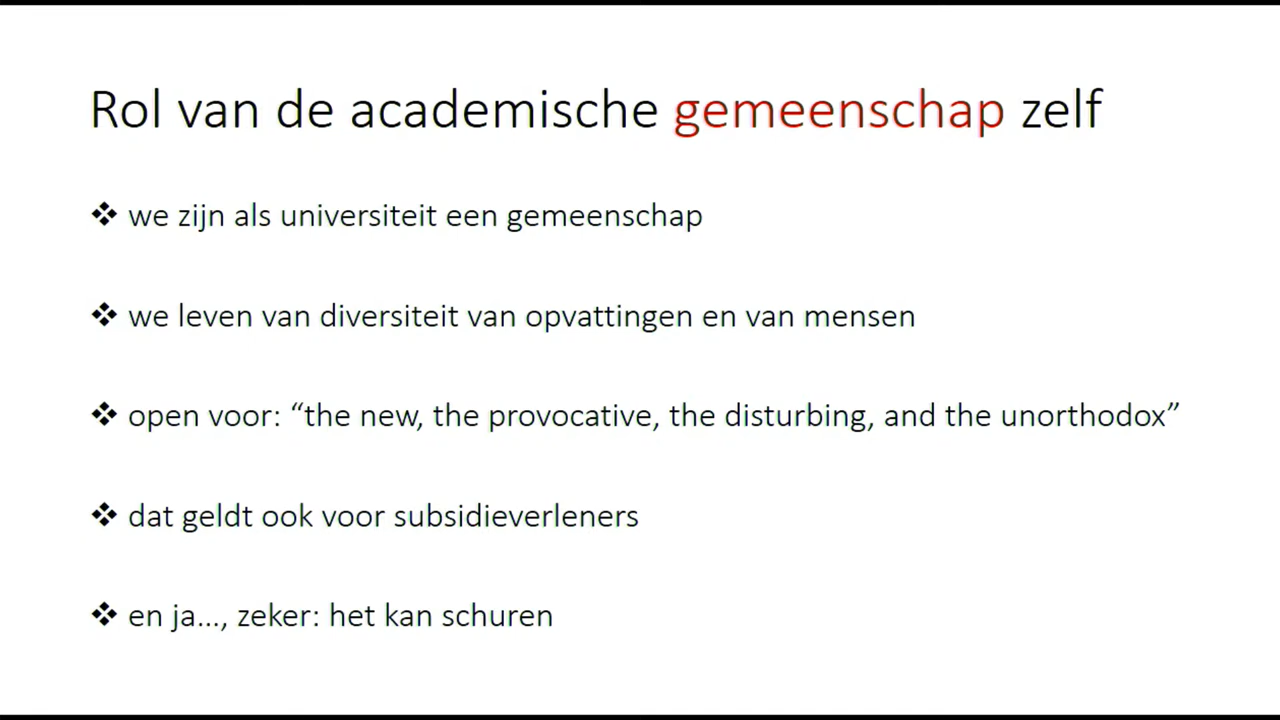 Rol van de academische gemeenschap zelf
❖ we zijn als universiteit een gemeenschap
❖ we leven van diversiteit van opvattingen en van mensen
❖ open voor: “the new, the provocative, the disturbing, and the unorthodox”
❖ dat geldt ook voor subsidieverleners
❖ en ja..., zeker: het kan schuren